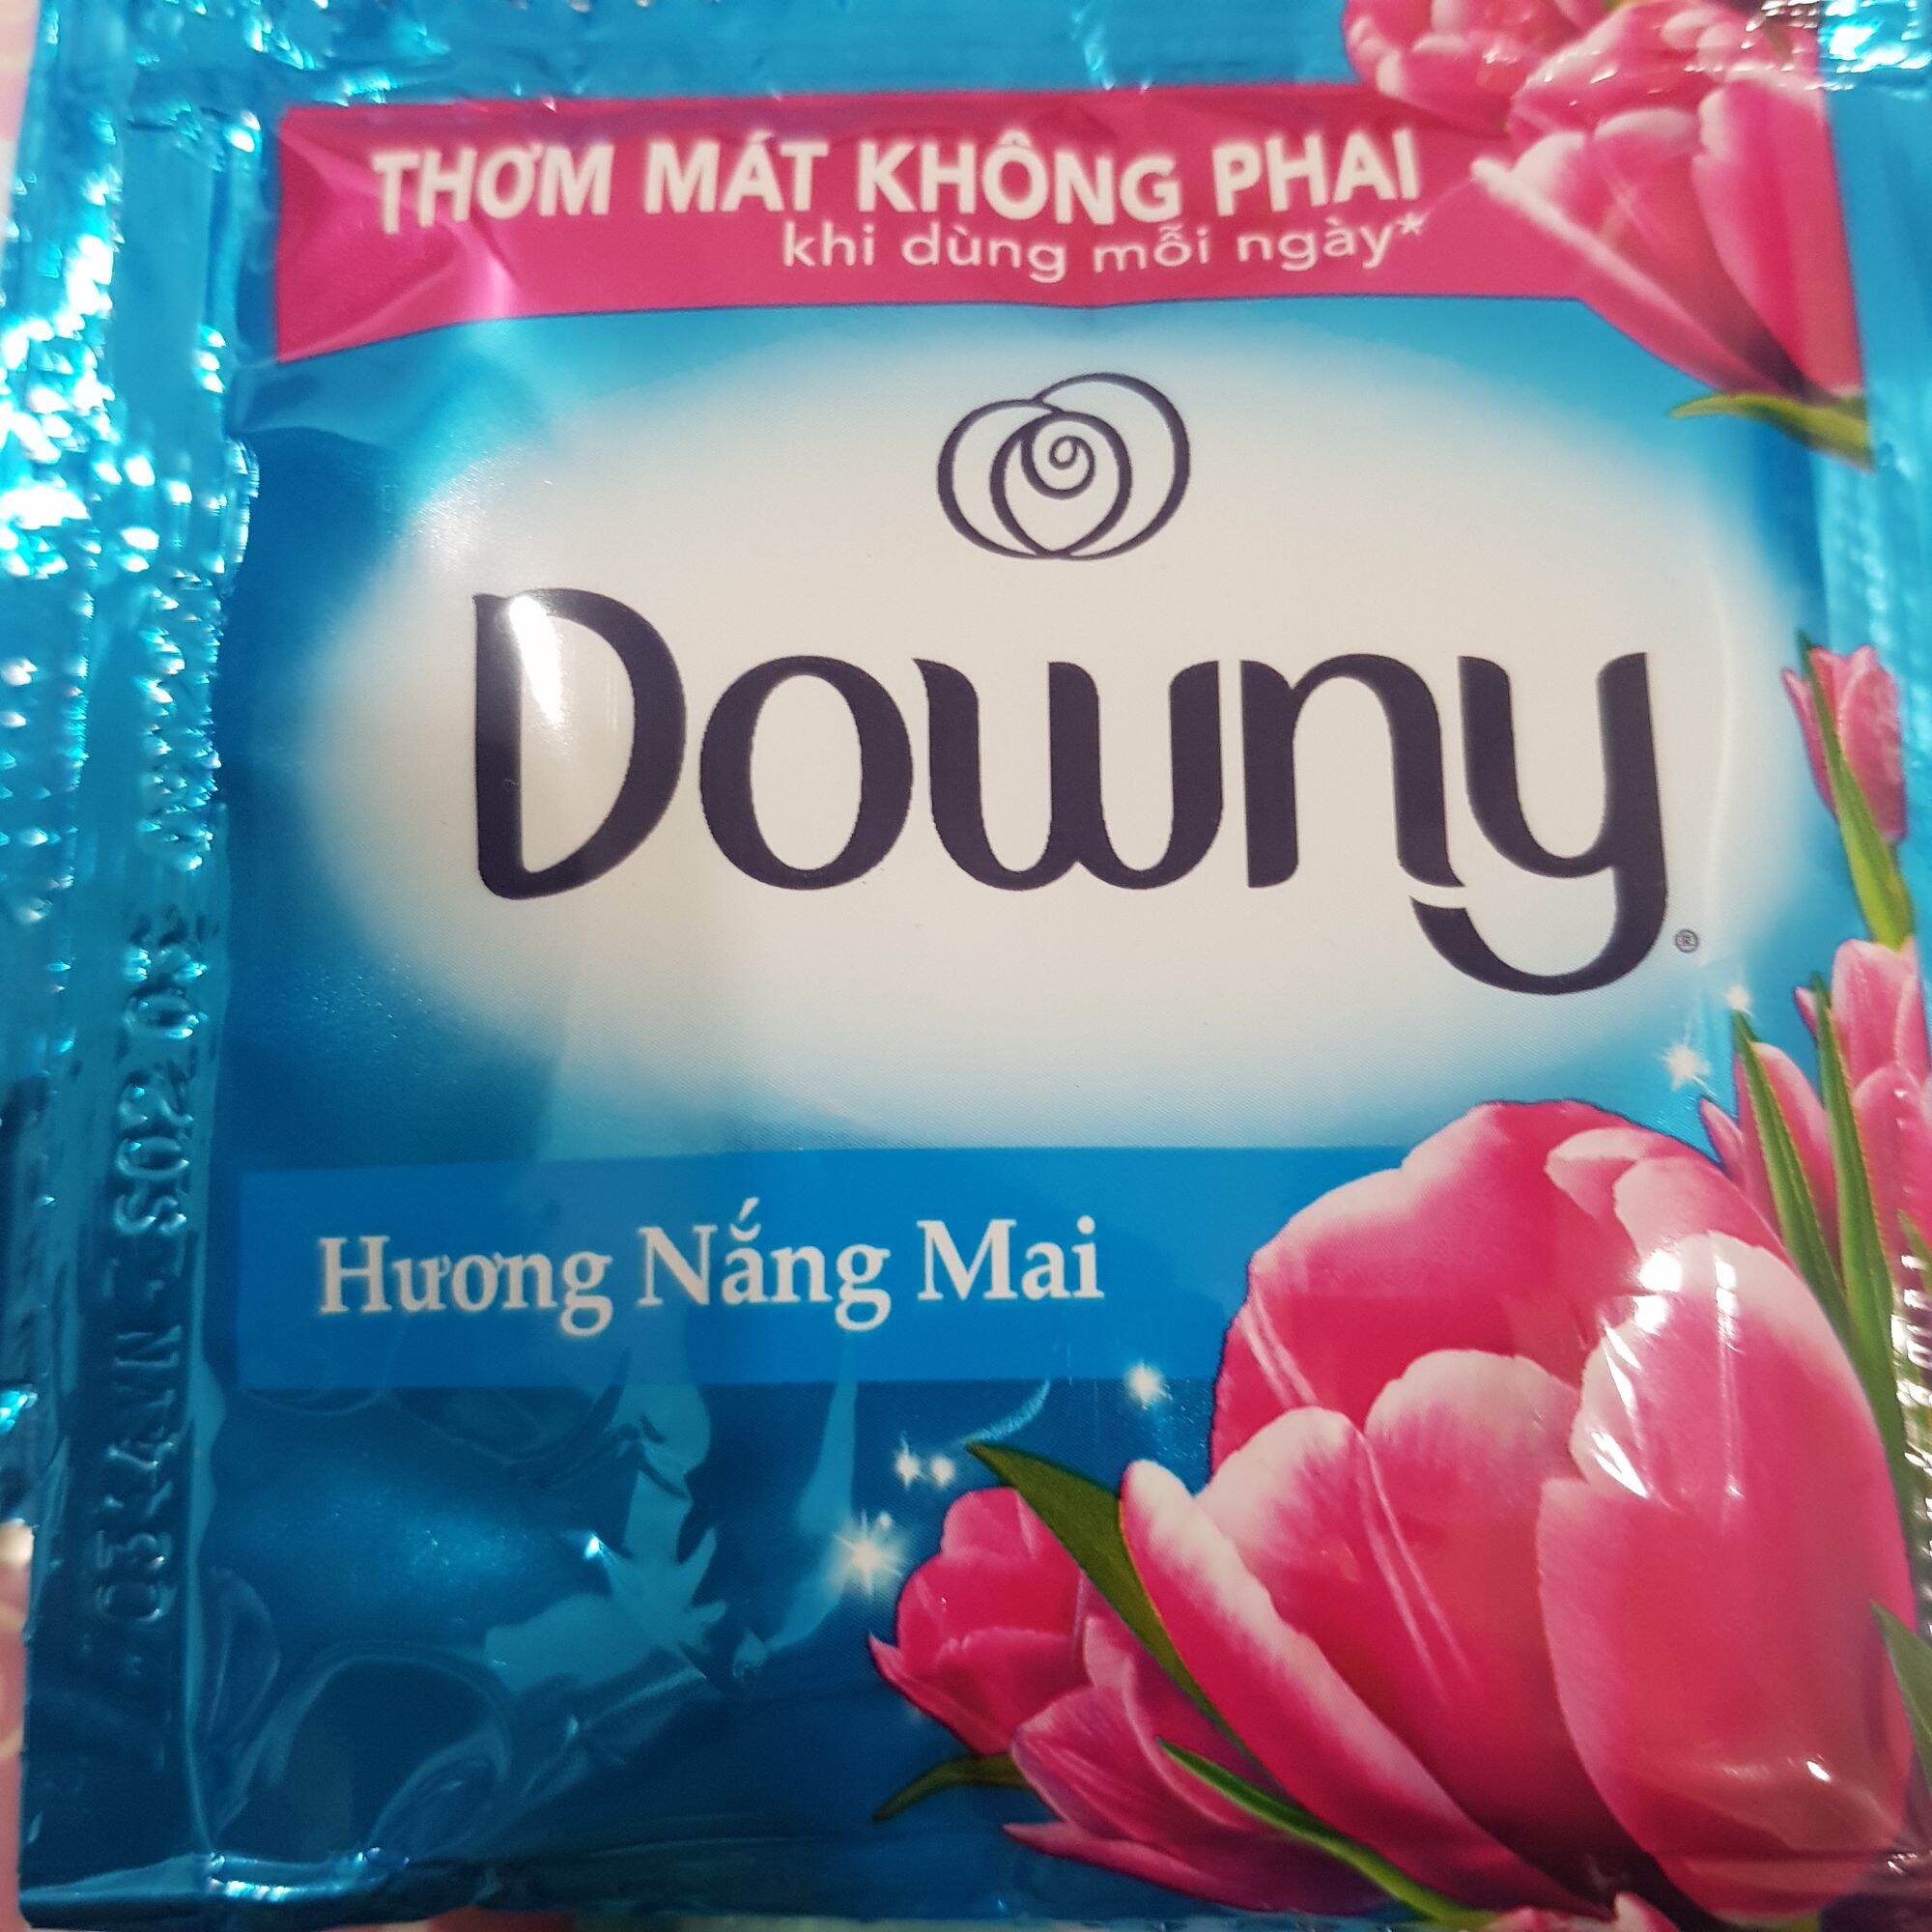 THƠM MÁT KHÔNG PHAI
khi dùng mỗi ngày*
Downy®
Hương Nắng Mai